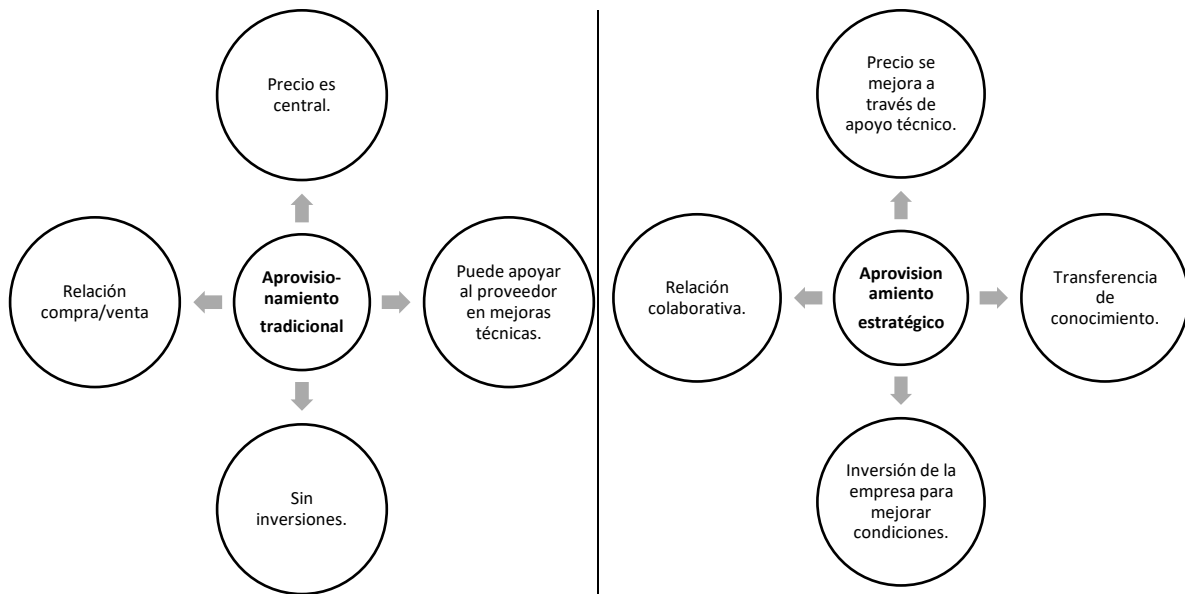 Precio es
central.
Relación
compra/venta
Aprovisio-
namiento
tradicional
Puede apoyar
al proveedor
en mejoras
técnicas.
Sin
inversiones.
Precio se
mejora a
través de
apoyo técnico.
Relación
colaborativa.
Aprovision
amiento
estratégico
Transferencia
de
conocimiento.
Inversión de la
empresa para
mejorar
condiciones.